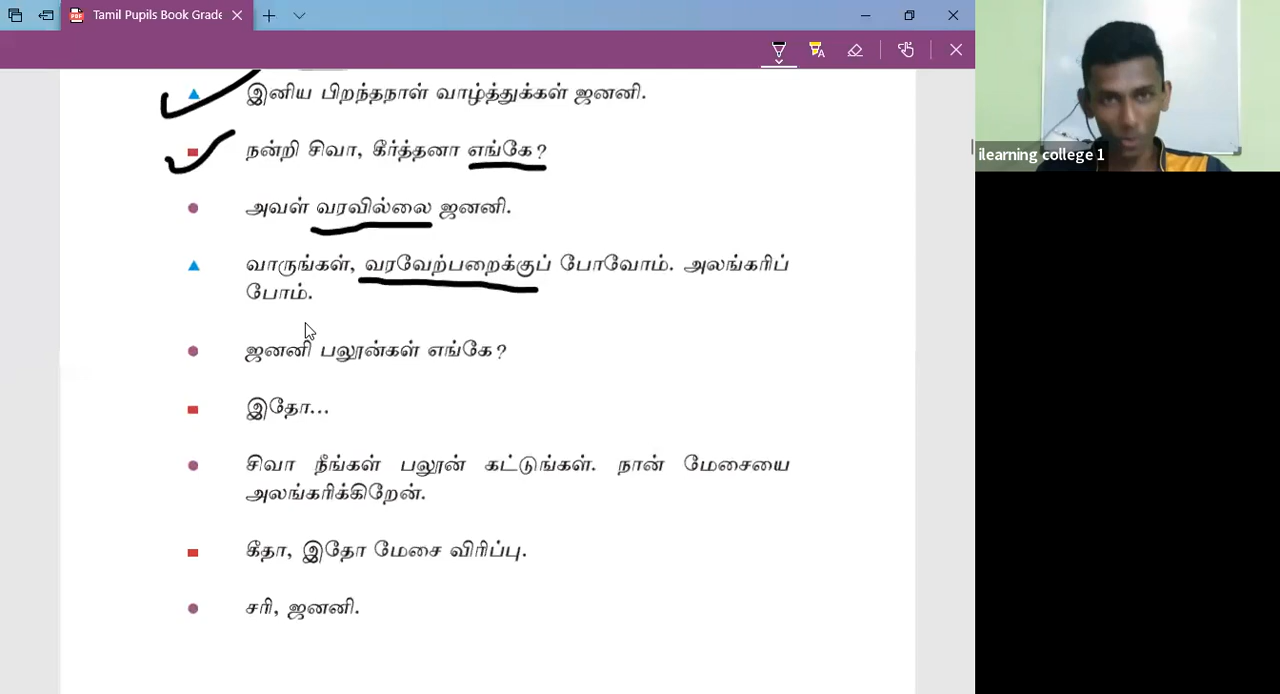 Tamil Pupils Book Grade
இனிய பிறந்தநாள் வாழ்த்துக்கள் ஜனனி.
நன்றி சிவா, கீர்த்தனா எங்கே?
ilearning college 1
அவள் வரவில்லை ஜனனி.
வாருங்கள், வரவேற்பறைக்குப் போவோம். அலங்கரிப்
போம்.
ஜனனி பலூன்கள் எங்கே?
இதோ...
சிவா நீங்கள் பலூன் கட்டுங்கள். நான் மேசையை
அலங்கரிக்கிறேன்.
கீதா, இதோ மேசை விரிப்பு.
சரி, ஜனனி.